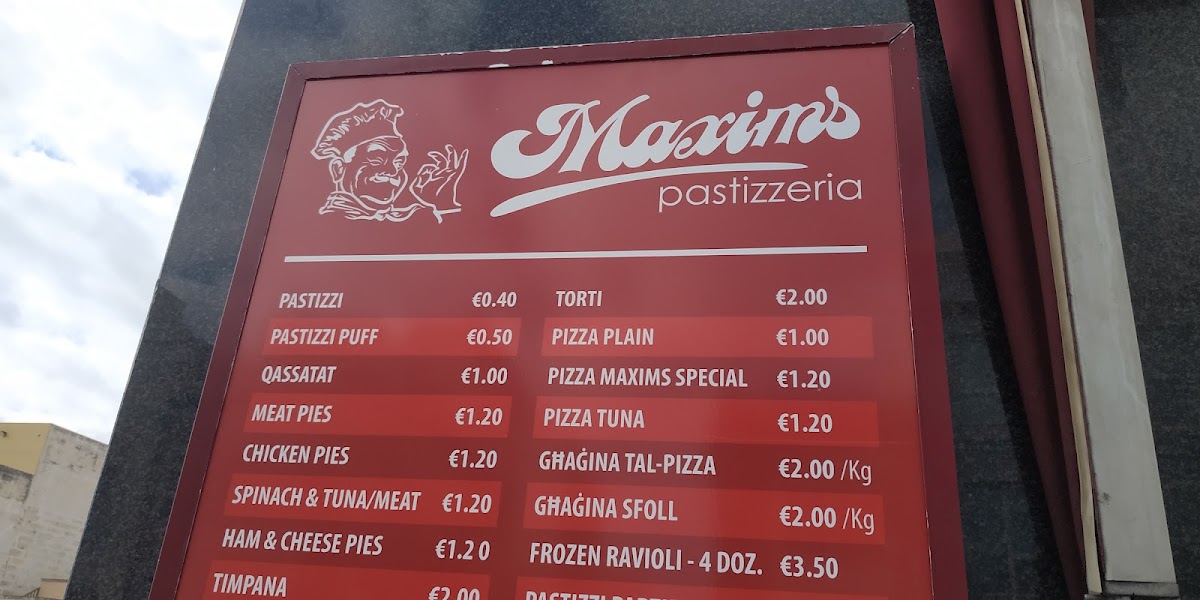 Maxims
pastizzeria
PASTIZZI €0.40
PASTIZZI PUFF €0.50
QASSATAT €1.00
MEAT PIES €1.20
CHICKEN PIES €1.20
SPINACH & TUNA/MEAT €1.20
HAM & CHEESE PIES €1.2 0
TIMPANA €2.00
TORTI €2.00
PIZZA PLAIN €1.00
PIZZA MAXIMS SPECIAL €1.20
PIZZA TUNA €1.20
GĦAĠINA TAL-PIZZA €2.00 /Kg
GĦAĠINA SFOLL €2.00 /Kg
FROZEN RAVIOLI - 4 DOZ. €3.50
PASTIZZI